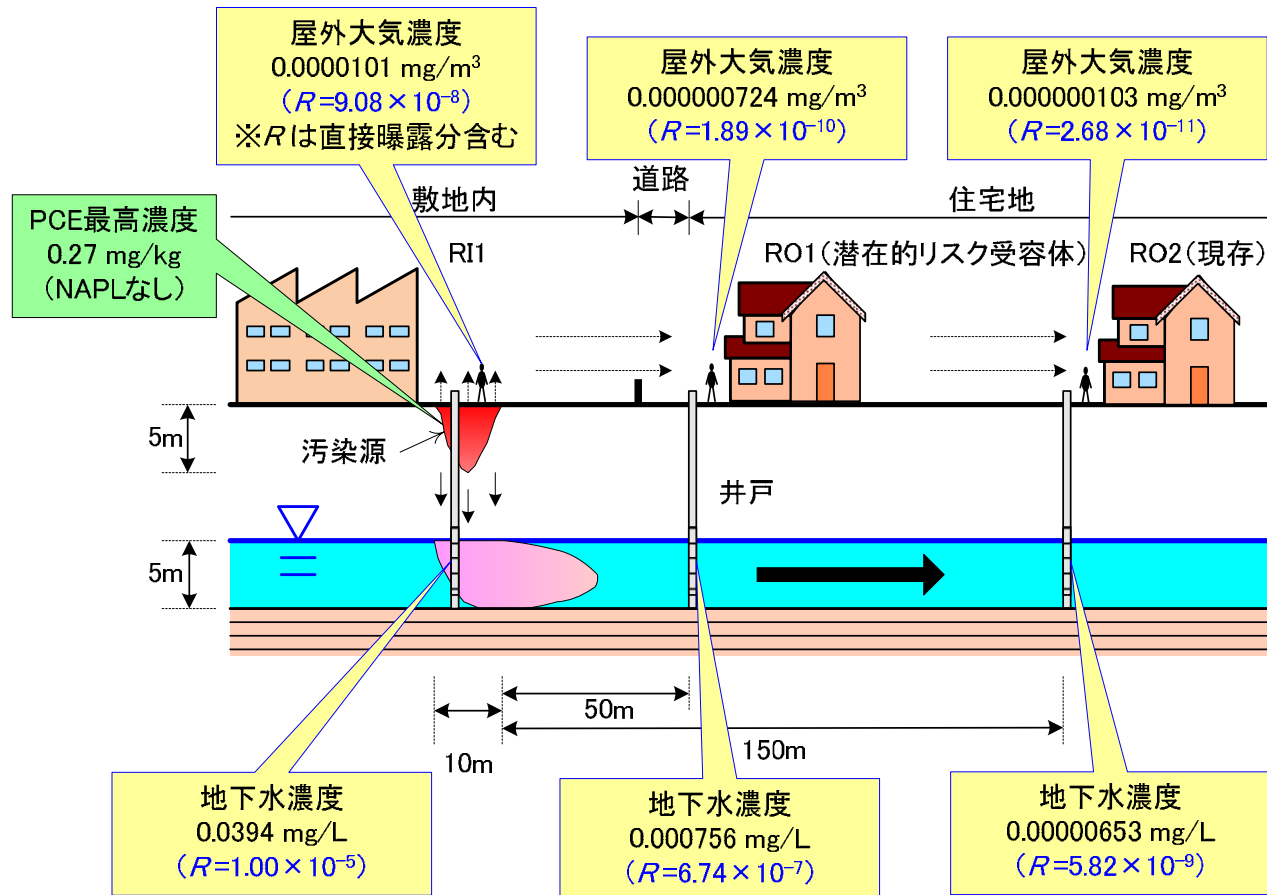 屋外大気濃度
0.0000101 mg/m³
（R=9.08×10⁻⁸）
※Rは直接曝露分含む
屋外大気濃度
0.000000724 mg/m³
（R=1.89×10⁻¹⁰）
屋外大気濃度
0.000000103 mg/m³
（R=2.68×10⁻¹¹）
敷地内
道路
住宅地
PCE最高濃度
0.27 mg/kg
（NAPLなし）
RI1
RO1（潜在的リスク受容体）
RO2（現存）
5m
汚染源
井戸
5m
50m
150m
10m
地下水濃度
0.0394 mg/L
（R=1.00×10⁻⁵）
地下水濃度
0.000756 mg/L
（R=6.74×10⁻⁷）
地下水濃度
0.00000653 mg/L
（R=5.82×10⁻⁹）